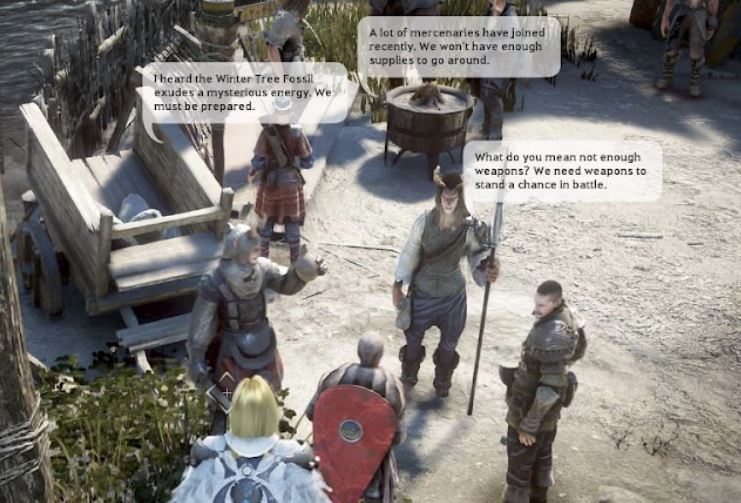 A lot of mercenaries have joined
recently. We won't have enough
supplies to go around.
I heard the Winter Tree Fossil
exudes a mysterious energy. We
must be prepared.
What do you mean not enough
weapons? We need weapons to
stand a chance in battle.